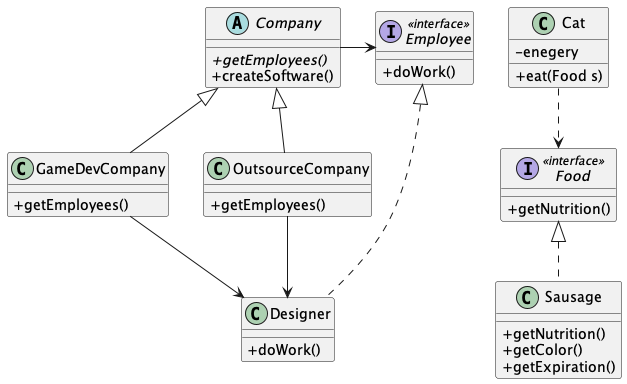 A Company
+getEmployees()
+createSoftware()
I «interface»
Employee
+doWork()
C Cat
-enegery
+eat(Food s)
C GameDevCompany
+getEmployees()
C OutsourceCompany
+getEmployees()
I «interface»
Food
+getNutrition()
C Designer
+doWork()
C Sausage
+getNutrition()
+getColor()
+getExpiration()